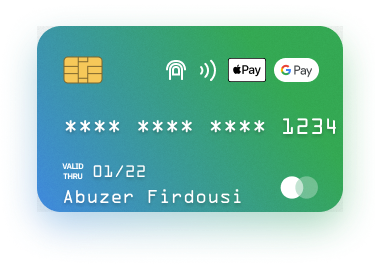 Pay G Pay
**** **** **** 1234
VALID THRU 01/22
Abuzer Firdousi